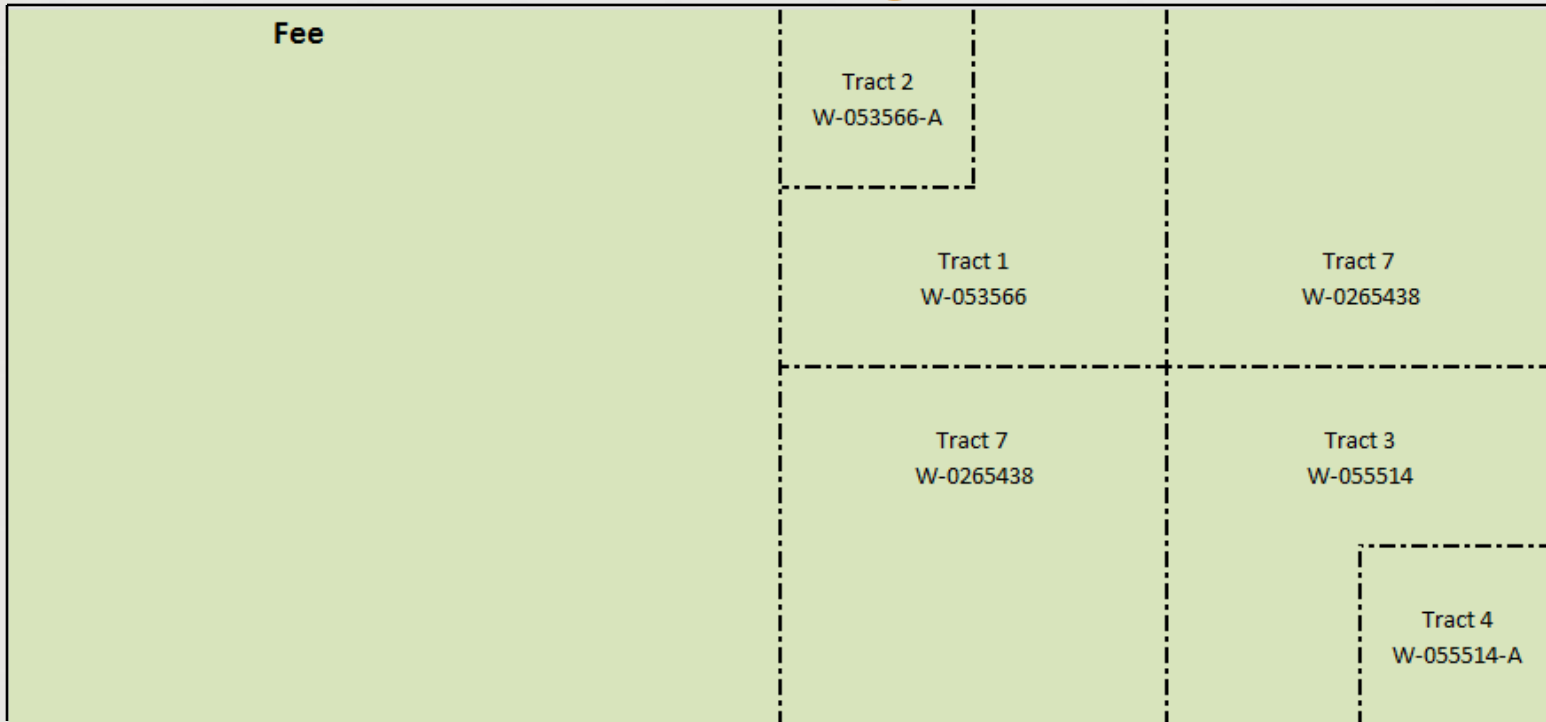 Fee
Tract 2
W-053566-A
Tract 1
W-053566
Tract 7
W-0265438
Tract 7
W-0265438
Tract 3
W-055514
Tract 4
W-055514-A